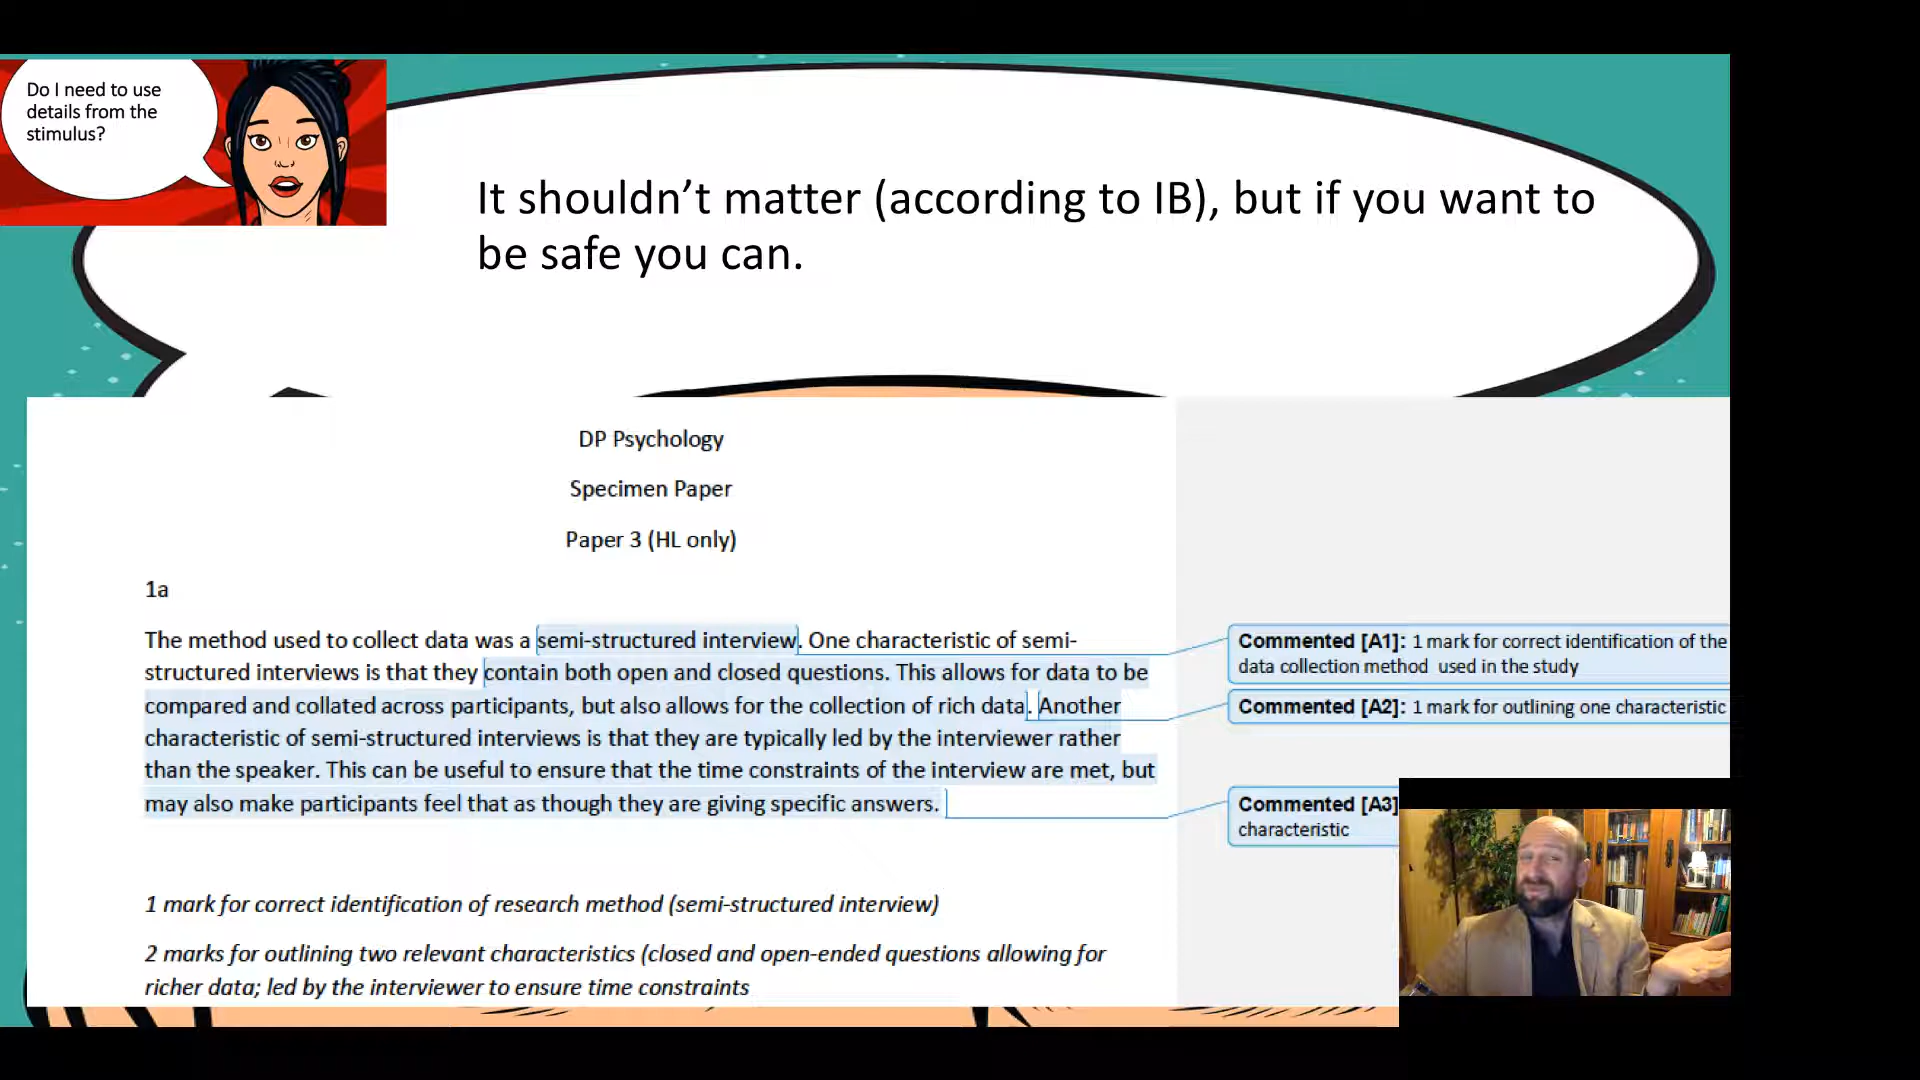 Do I need to use
details from the
stimulus?
It shouldn't matter (according to IB), but if you want to
be safe you can.
DP Psychology
Specimen Paper
Paper 3 (HL only)
1a
The method used to collect data was a semi-structured interview. One characteristic of semi-
structured interviews is that they contain both open and closed questions. This allows for data to be
compared and collated across participants, but also allows for the collection of rich data. Another
characteristic of semi-structured interviews is that they are typically led by the interviewer rather
than the speaker. This can be useful to ensure that the time constraints of the interview are met, but
may also make participants feel that as though they are giving specific answers.
Commented [A1]: 1 mark for correct identification of the
data collection method used in the study
Commented [A2]: 1 mark for outlining one characteristic
Commented [A3]
characteristic
1 mark for correct identification of research method (semi-structured interview)
2 marks for outlining two relevant characteristics (closed and open-ended questions allowing for
richer data; led by the interviewer to ensure time constraints